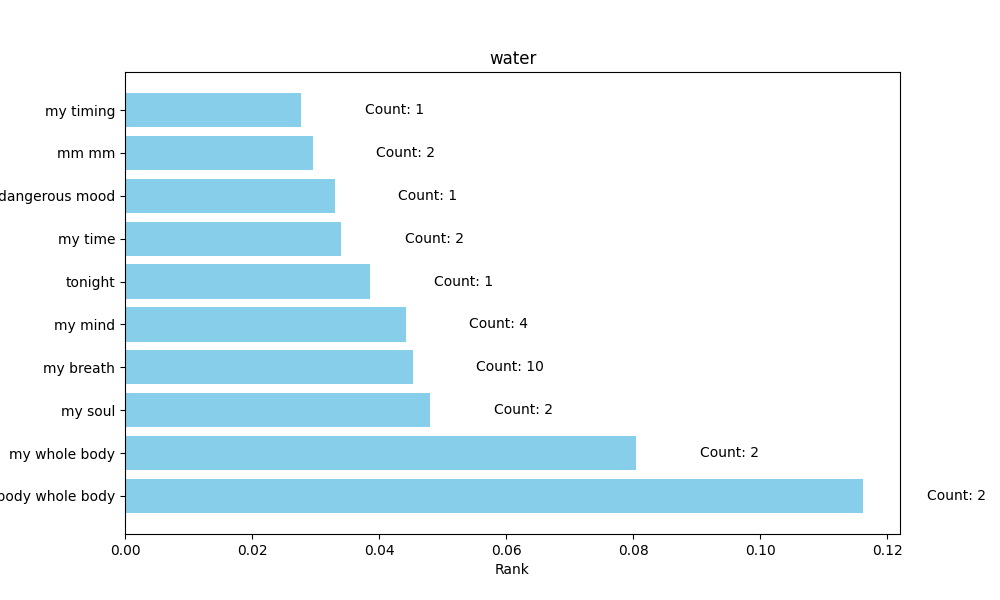 water
my timing Count: 1
mm mm Count: 2
dangerous mood Count: 1
my time Count: 2
tonight Count: 1
my mind Count: 4
my breath Count: 10
my soul Count: 2
my whole body Count: 2
body whole body Count: 2
0.00 0.02 0.04 0.06 0.08 0.10 0.12
Rank